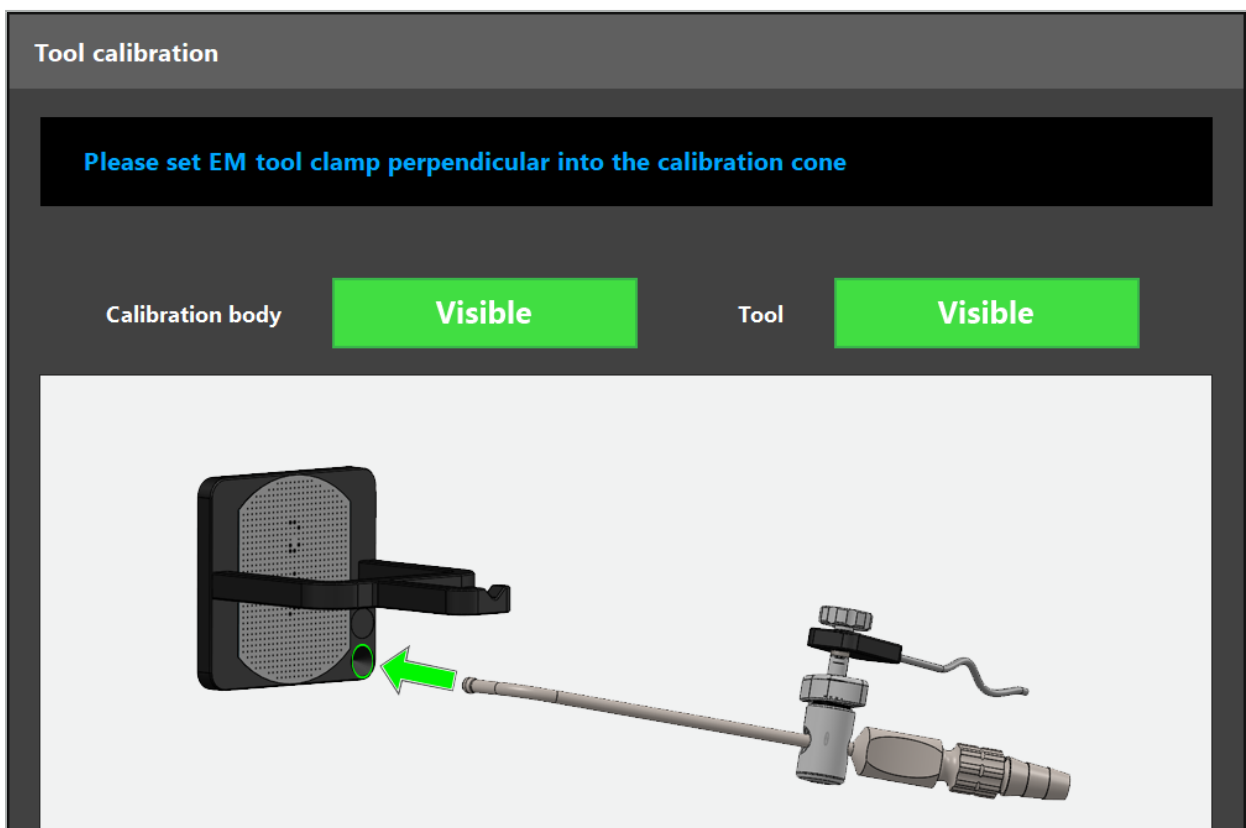 Tool calibration
Please set EM tool clamp perpendicular into the calibration cone
Calibration body
Visible
Tool
Visible